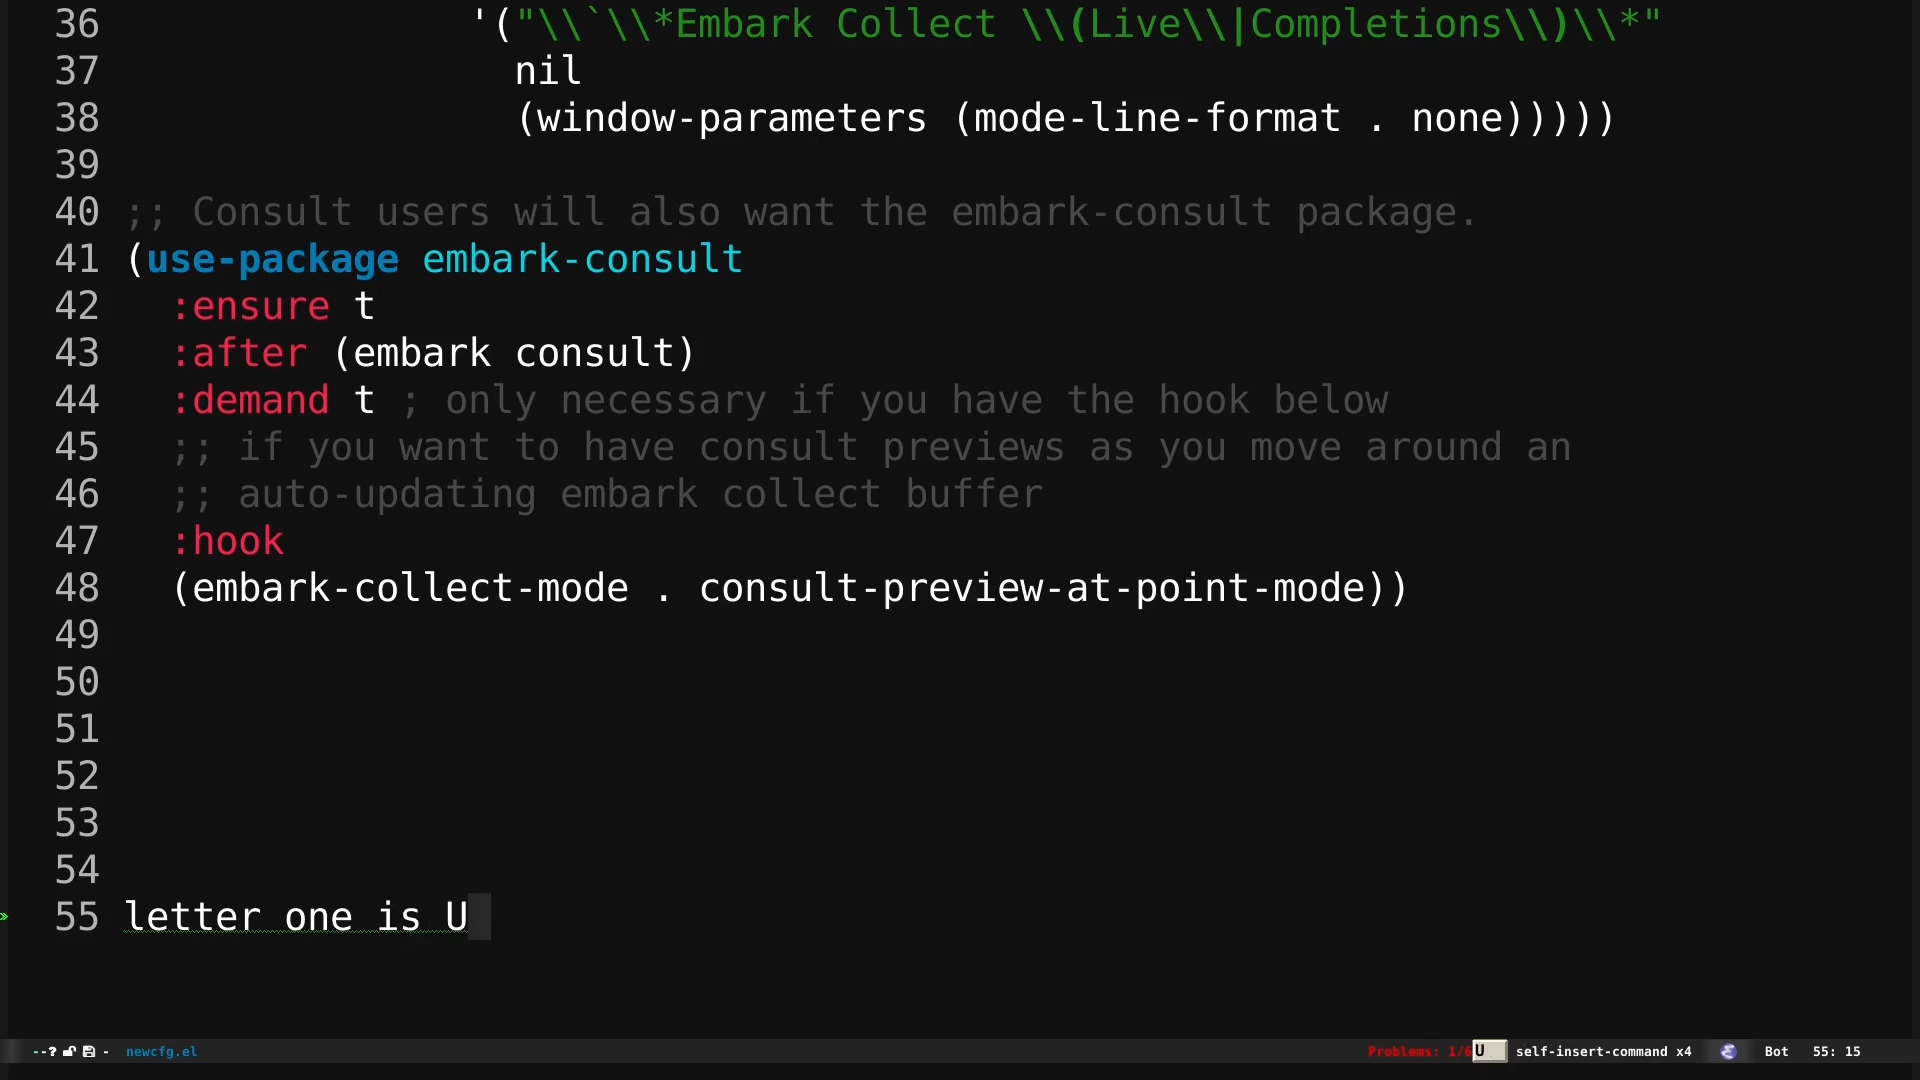 36 '("\\`\\*Embark Collect \\(Live\\|Completions\\)\\*"
37 nil
38 (window-parameters (mode-line-format . none)))))
39
40 ;; Consult users will also want the embark-consult package.
41 (use-package embark-consult
42 :ensure t
43 :after (embark consult)
44 :demand t ; only necessary if you have the hook below
45 ;; if you want to have consult previews as you move around an
46 ;; auto-updating embark collect buffer
47 :hook
48 (embark-collect-mode . consult-preview-at-point-mode))
49
50
51
52
53
54
55 letter one is U
--? - newcfg.el Problems: 1/6 U self-insert-command x4 Bot 55: 15